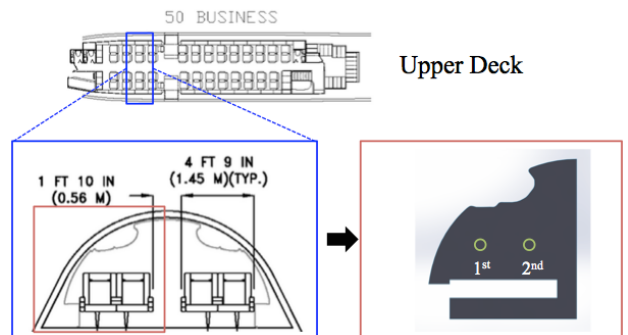 50 BUSINESS
Upper Deck
1 FT 10 IN
(0.56 M)
4 FT 9 IN
(1.45 M)(TYP.)
1st
2nd